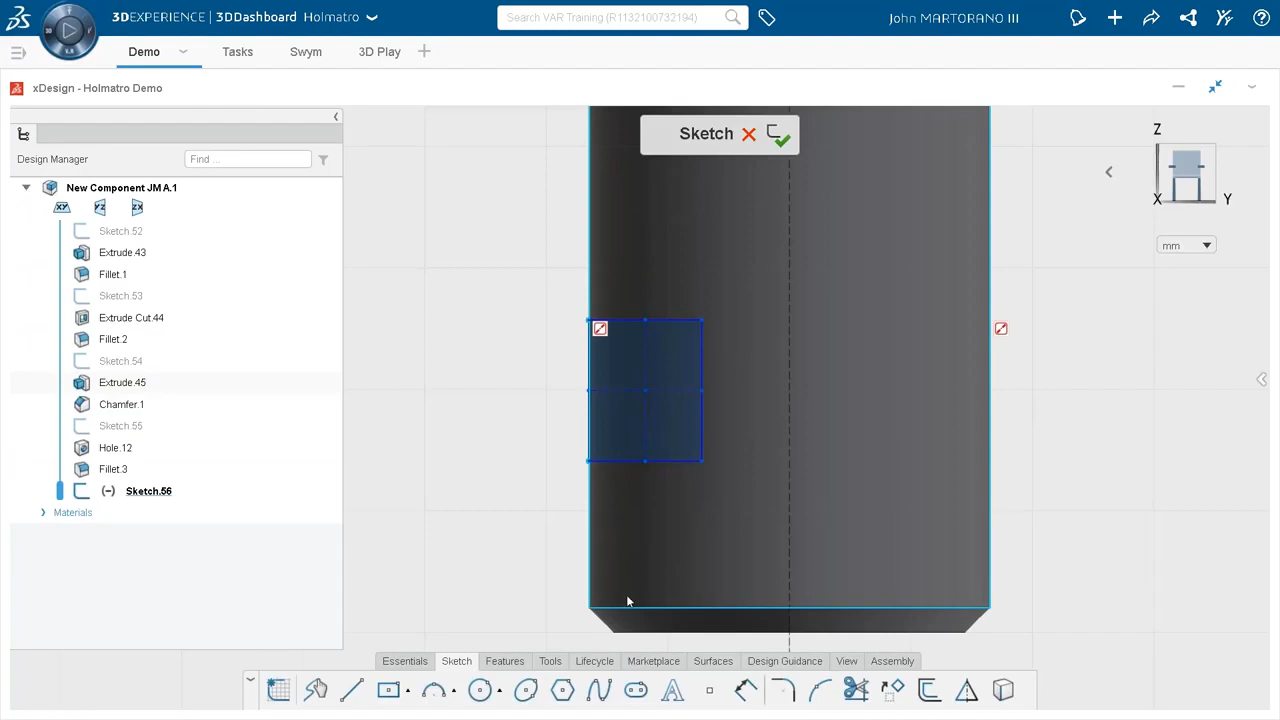 3DEXPERIENCE | 3DDashboard Holmatro
Search VAR Training (R1132100732194)
John MARTORANO III
Demo
Tasks
Swym
3D Play
xDesign - Holmatro Demo
Sketch
Design Manager
Find ...
New Component JM A.1
XY
YZ
ZX
Sketch.52
Extrude.43
Fillet.1
Sketch.53
Extrude Cut.44
Fillet.2
Sketch.54
Extrude.45
Chamfer.1
Sketch.55
Hole.12
Fillet.3
(-) Sketch.56
Materials
Z
X
Y
mm
Essentials
Sketch
Features
Tools
Lifecycle
Marketplace
Surfaces
Design Guidance
View
Assembly